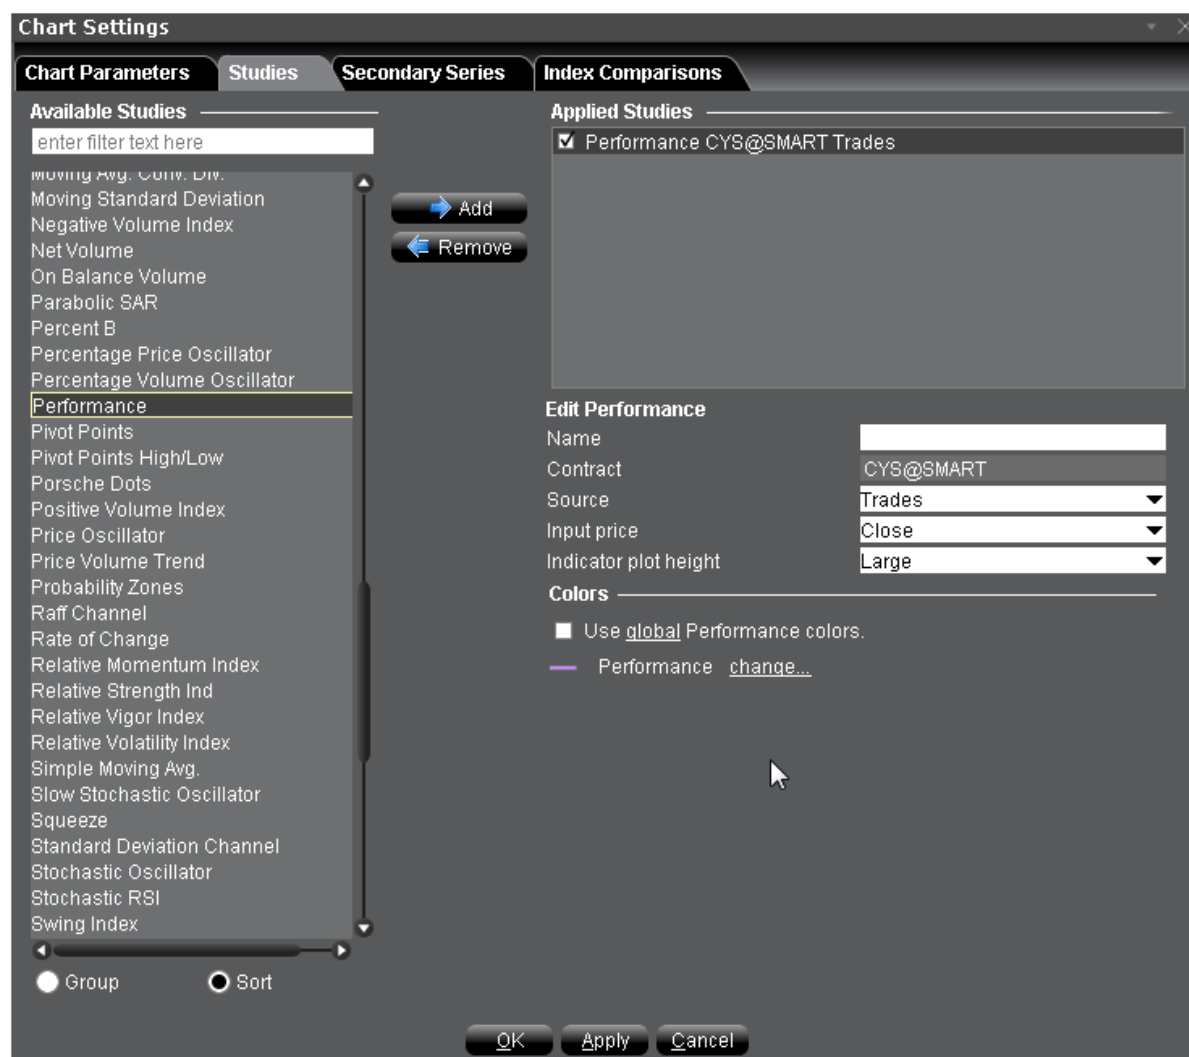 Chart Settings
Chart Parameters Studies Secondary Series Index Comparisons
Available Studies
enter filter text here
Moving Avg. Conv. Div.
Moving Standard Deviation
Negative Volume Index
Net Volume
On Balance Volume
Parabolic SAR
Percent B
Percentage Price Oscillator
Percentage Volume Oscillator
Performance
Pivot Points
Pivot Points High/Low
Porsche Dots
Positive Volume Index
Price Oscillator
Price Volume Trend
Probability Zones
Raff Channel
Rate of Change
Relative Momentum Index
Relative Strength Ind
Relative Vigor Index
Relative Volatility Index
Simple Moving Avg.
Slow Stochastic Oscillator
Squeeze
Standard Deviation Channel
Stochastic Oscillator
Stochastic RSI
Swing Index
Group Sort
Add
Remove
Applied Studies
Performance CYS@SMART Trades
Edit Performance
Name
Contract CYS@SMART
Source Trades
Input price Close
Indicator plot height Large
Colors
Use global Performance colors.
Performance change...
OK Apply Cancel